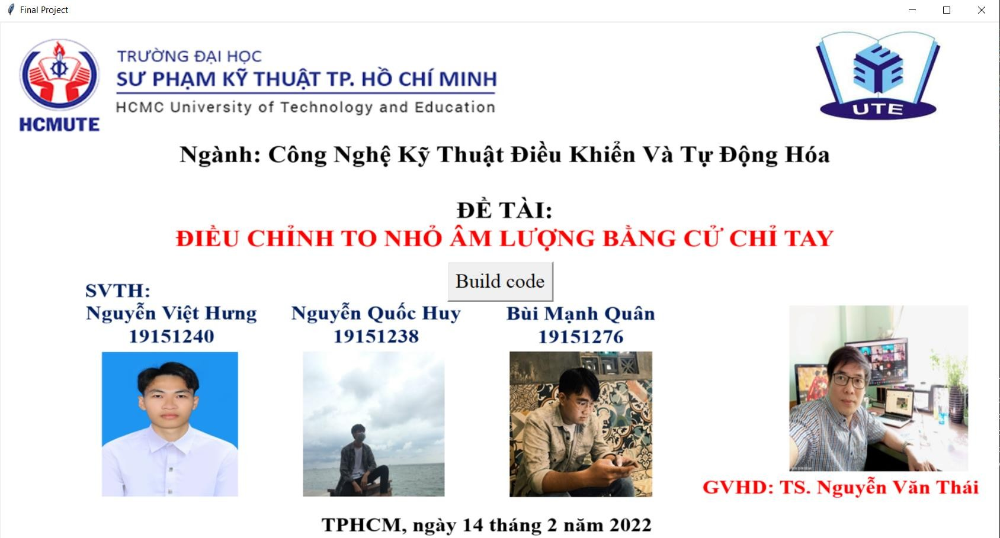 Final Project
TRƯỜNG ĐẠI HỌC
SƯ PHẠM KỸ THUẬT TP. HỒ CHÍ MINH
HCMC University of Technology and Education
HCMUTE
UTE
Ngành: Công Nghệ Kỹ Thuật Điều Khiển Và Tự Động Hóa
ĐỀ TÀI:
ĐIỀU CHỈNH TO NHỎ ÂM LƯỢNG BẰNG CỬ CHỈ TAY
Build code
SVTH:
Nguyễn Việt Hưng
19151240
Nguyễn Quốc Huy
19151238
Bùi Mạnh Quân
19151276
GVHD: TS. Nguyễn Văn Thái
TPHCM, ngày 14 tháng 2 năm 2022